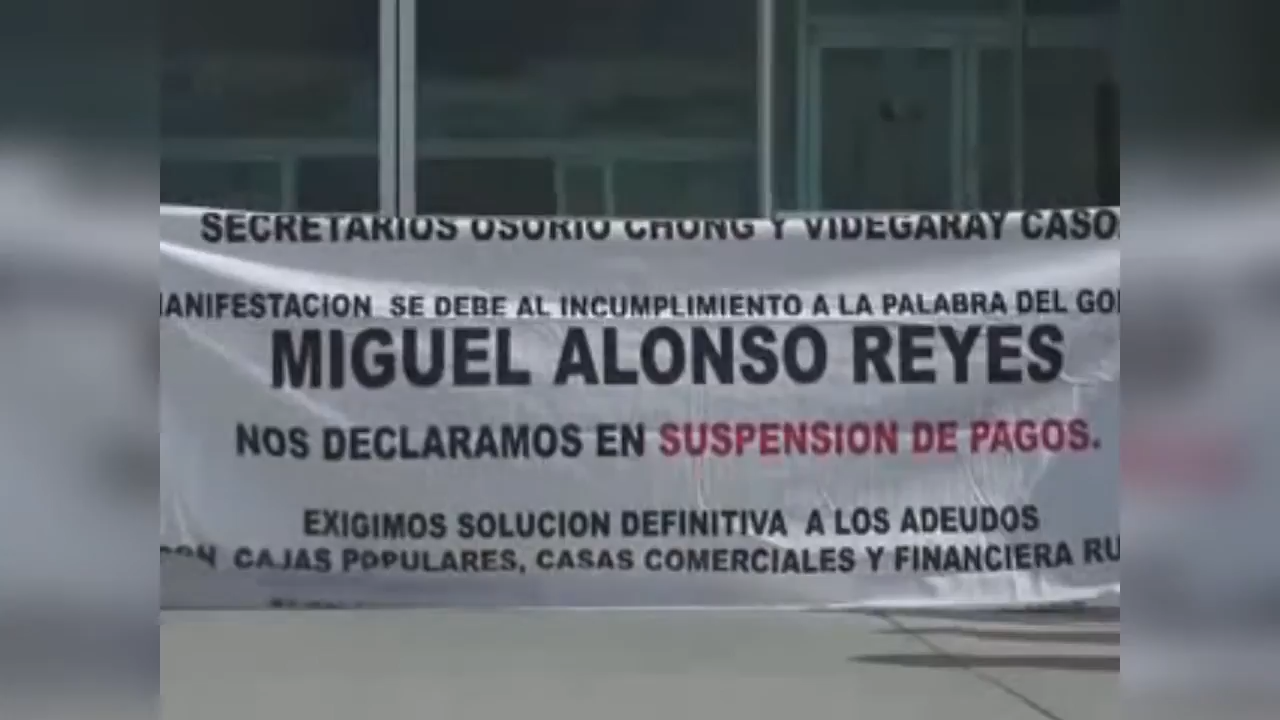 SECRETARIOS OSORIO CHONG Y VIDEGARAY CASO
MANIFESTACION SE DEBE AL INCUMPLIMIENTO A LA PALABRA DEL GO
MIGUEL ALONSO REYES
NOS DECLARAMOS EN SUSPENSION DE PAGOS.
EXIGIMOS SOLUCION DEFINITIVA A LOS ADEUDOS
CON CAJAS POPULARES, CASAS COMERCIALES Y FINANCIERA RU